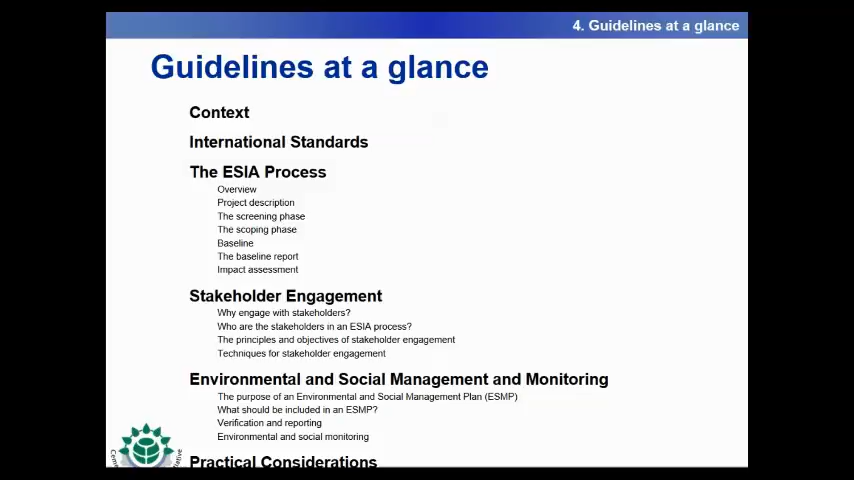 4. Guidelines at a glance
Guidelines at a glance
Context
International Standards
The ESIA Process
Overview
Project description
The screening phase
The scoping phase
Baseline
The baseline report
Impact assessment
Stakeholder Engagement
Why engage with stakeholders?
Who are the stakeholders in an ESIA process?
The principles and objectives of stakeholder engagement
Techniques for stakeholder engagement
Environmental and Social Management and Monitoring
The purpose of an Environmental and Social Management Plan (ESMP)
What should be included in an ESMP?
Verification and reporting
Environmental and social monitoring
Practical Considerations